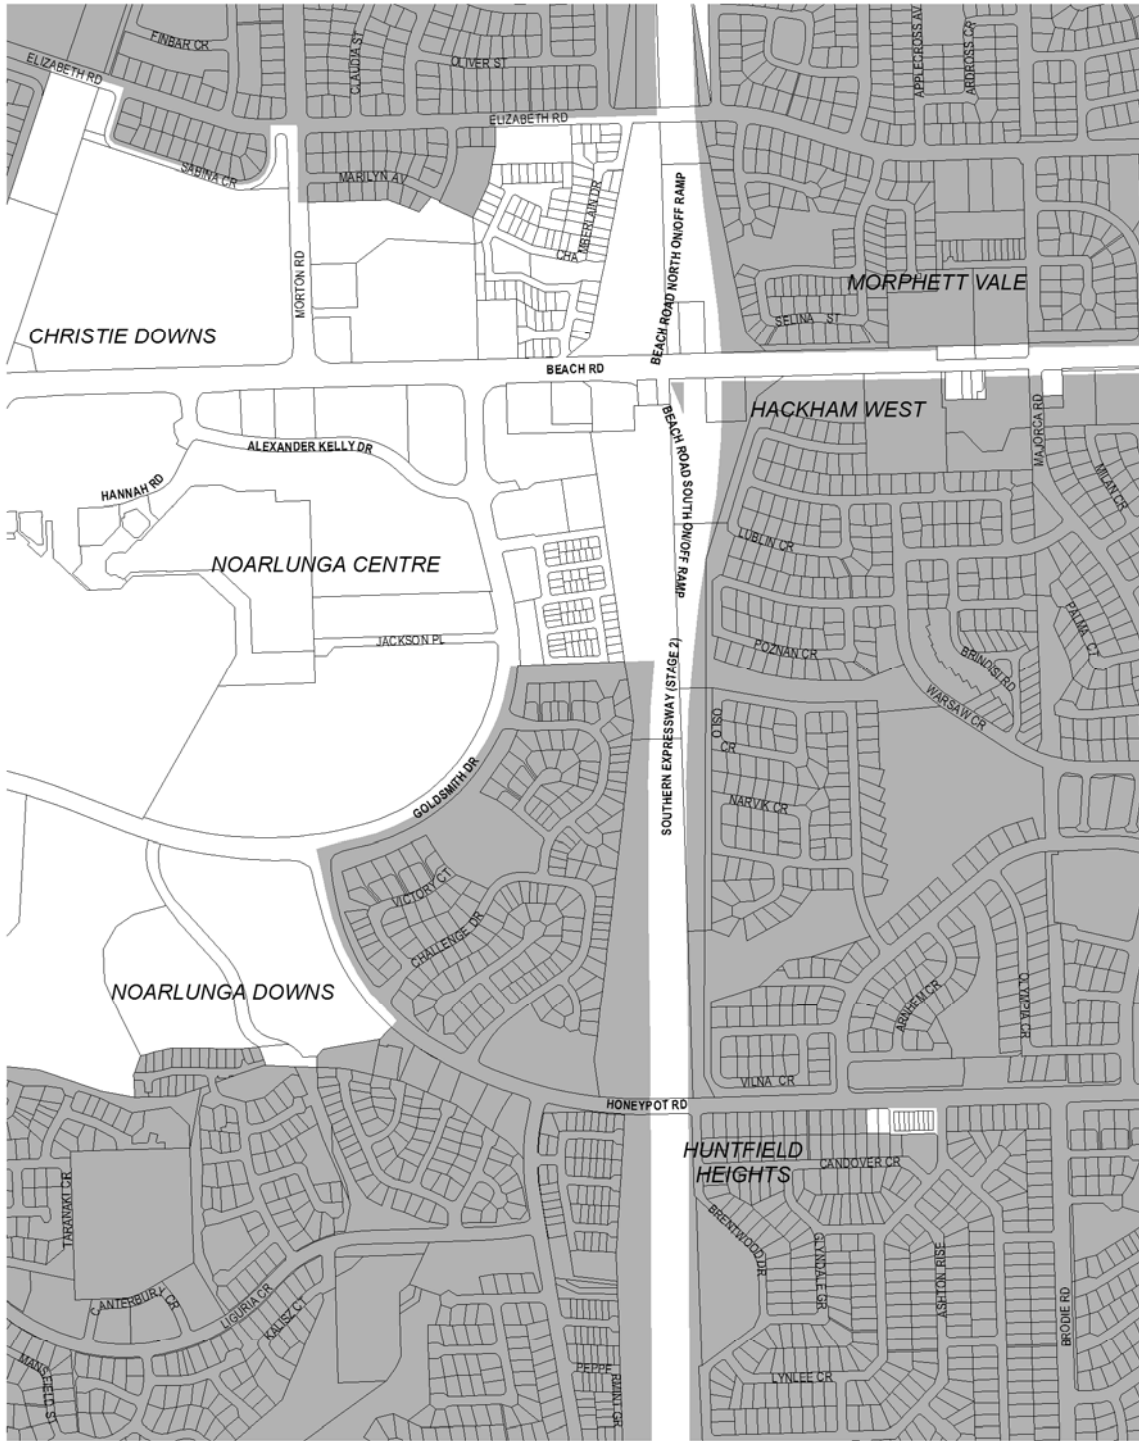 FINBAR CR
CLAUDIA ST
OLIVER ST
APPLECROSS AV
ARDROSS CR
ELIZABETH RD
ELIZABETH RD
SABINA CR
MARILYN AV
CHAMBERLAIN DR
BEACH ROAD NORTH ON/OFF RAMP
MORTON RD
MORPHETT VALE
SELINA ST
CHRISTIE DOWNS
BEACH RD
HACKHAM WEST
BEACH ROAD SOUTH ON/OFF RAMP
MAJORCA RD
ALEXANDER KELLY DR
HANNAH RD
MILAN CR
LUBLIN CR
NOARLUNGA CENTRE
JACKSON PL
PALMA CT
POZNAN CR
BRINDISI RD
WARSAW CR
SOUTHERN EXPRESSWAY (STAGE 2)
OSLO CR
GOLDSMITH DR
NARVIK CR
VICTORY CT
CHALLENGE DR
NOARLUNGA DOWNS
ARNHEM CR
OLYMPIA CR
VILNA CR
HONEYPOT RD
HUNTFIELD
HEIGHTS
CANDOVER CR
TARANAKI CR
BRENTWOOD DR
GLYNDALE GR
ASHTON RISE
BRODIE RD
CANTERBURY CR
LIGURIA CR
KALISZ CT
MANSFIELD S
PEPPERMINT GR
LYNLEE CR